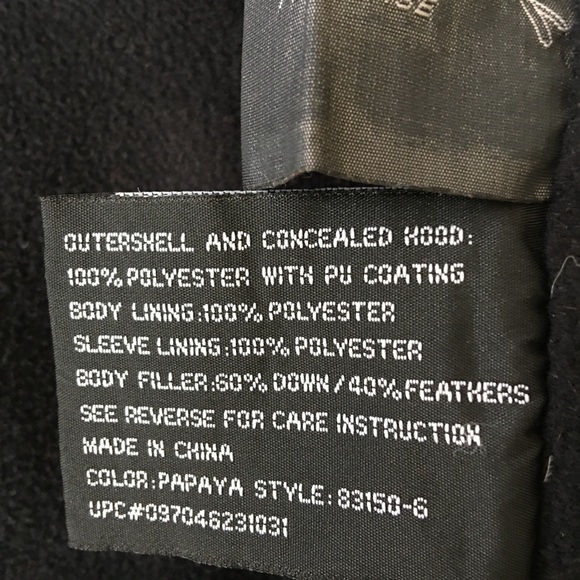 OUTERSHELL AND CONCEALED HOOD:
100% POLYESTER WITH PU COATING
BODY LINING:100% POLYESTER
SLEEVE LINING:100% POLYESTER
BODY FILLER:60% DOWN/40% FEATHERS
SEE REVERSE FOR CARE INSTRUCTION
MADE IN CHINA
COLOR:PAPAYA STYLE:83150-6
UPC#097046231031